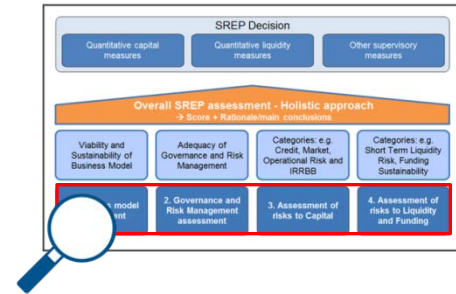 SREP Decision
Quantitative capital
measures
Quantitative liquidity
measures
Other supervisory
measures
Overall SREP assessment - Holistic approach
→ Score + Rationale/main conclusions
Viability and
Sustainability of
Business Model
Adequacy of
Governance and Risk
Management
Categories: e.g.
Credit, Market,
Operational Risk and
IRRBB
Categories: e.g.
Short Term Liquidity
Risk, Funding
Sustainability
model
2. Governance and
Risk Management
assessment
3. Assessment of
risks to Capital
4. Assessment of
risks to Liquidity
and Funding